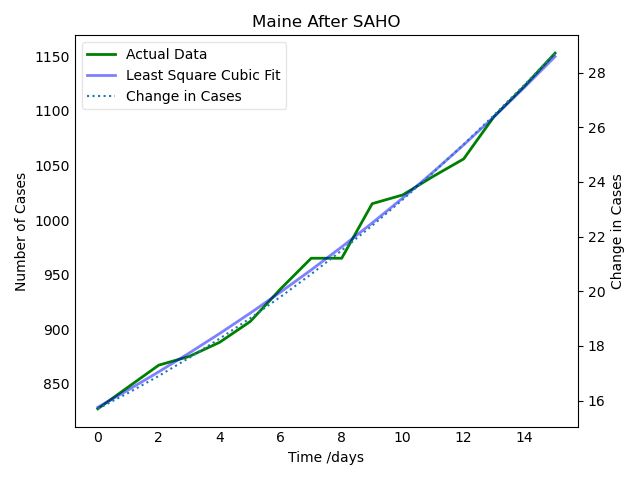 Maine After SAHO
Actual Data
Least Square Cubic Fit
Change in Cases
1150
1100
1050
1000
950
900
850
Number of Cases
28
26
24
22
20
18
16
Change in Cases
0 2 4 6 8 10 12 14
Time /days